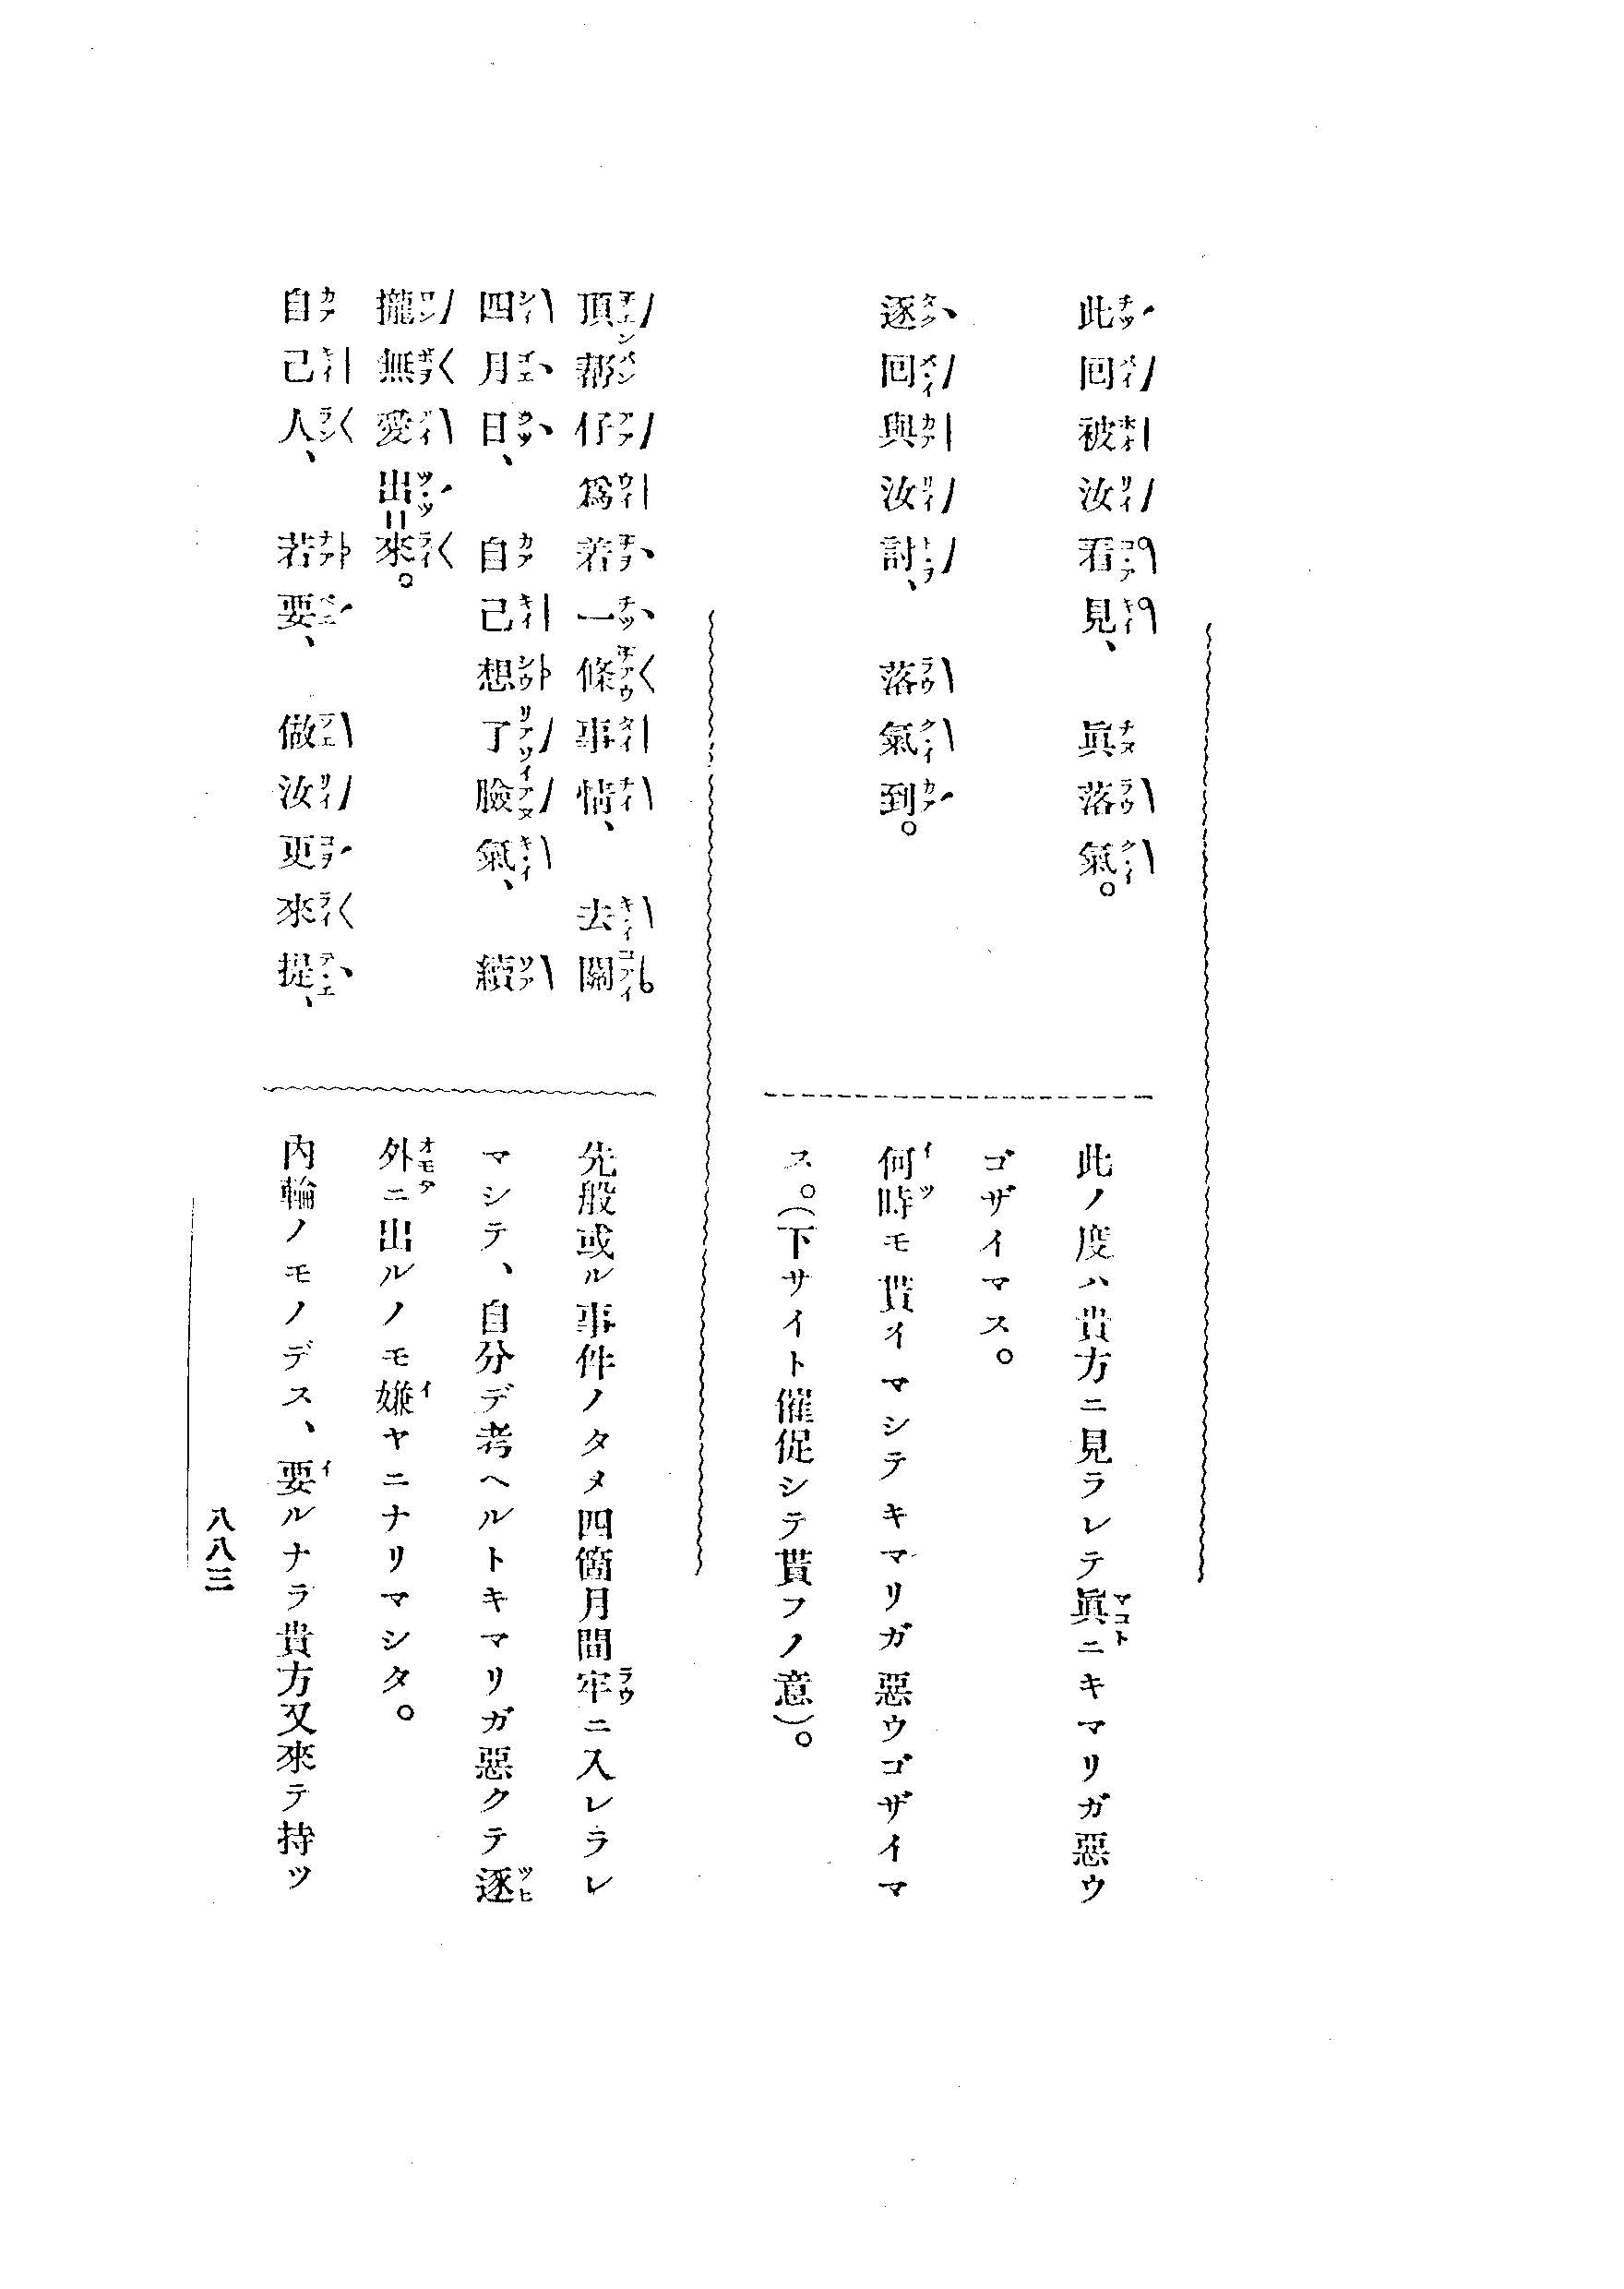 此回被汝看見、眞落氣。
此ノ度ハ貴方ニ見ラレテ眞ニキマリガ惡ウ
ゴザイマス。
逐回與汝討、落氣到。
何時モ貰イマシテキマリガ惡ウゴザイマ
ス。(下サイト催促シテ貰フノ意)。
頂幇仔爲着一條事情、去關
四月日、自己想了臉氣、續
攏無愛出=來。
先般或ル事件ノタメ四箇月間牢ニ入レラレ
マシテ、自分デ考ヘルトキマリガ惡クテ逐
外ニ出ルノモ嫌ヤニナリマシタ。
自己人、若要、做汝更來提、
內輪ノモノデス、要ルナラ貴方又來テ持ツ
八八三